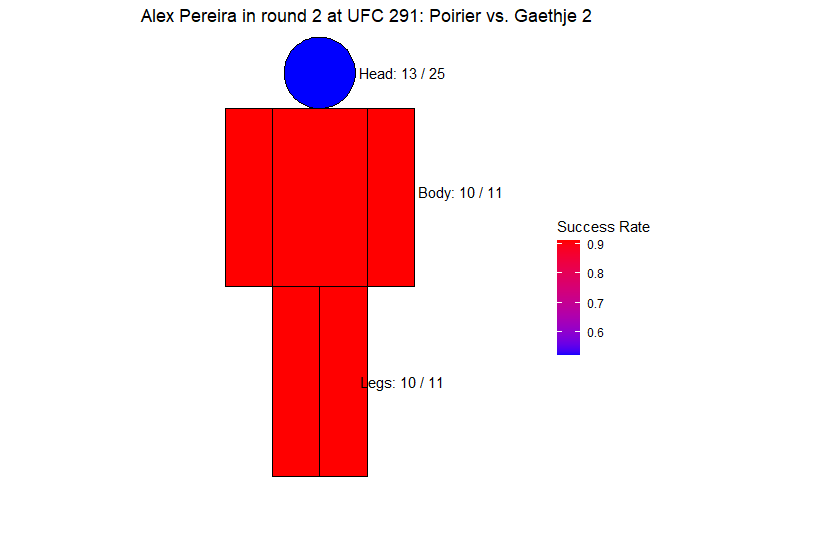 Alex Pereira in round 2 at UFC 291: Poirier vs. Gaethje 2
Head: 13 / 25
Body: 10 / 11
Success Rate
0.9
0.8
0.7
0.6
Legs: 10 / 11